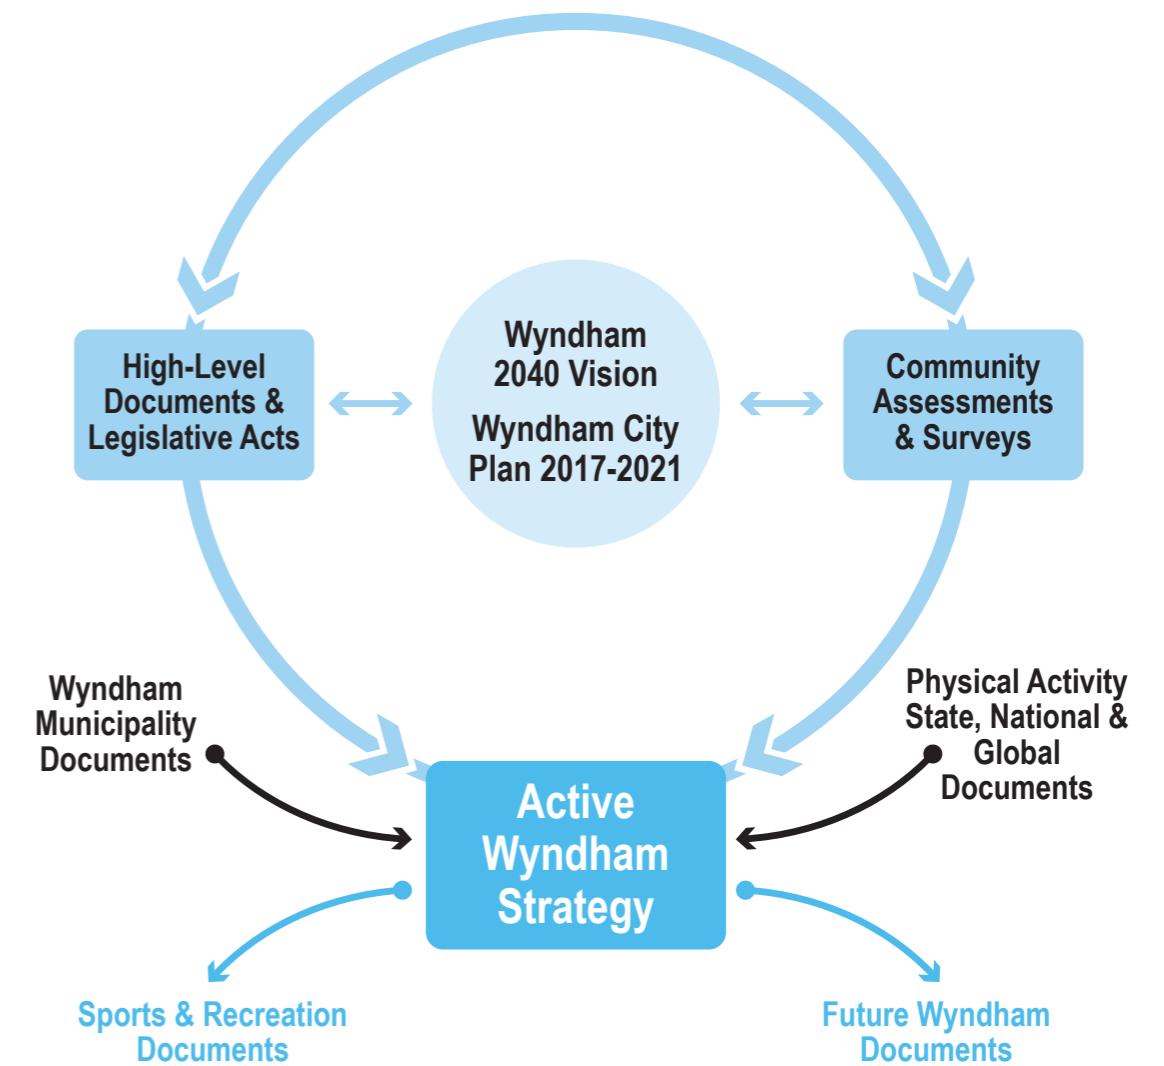 Wyndham
2040 Vision
Wyndham City
Plan 2017-2021
High-Level
Documents &
Legislative Acts
Community
Assessments
& Surveys
Wyndham
Municipality
Documents
Physical Activity
State, National &
Global
Documents
Active
Wyndham
Strategy
Sports & Recreation
Documents
Future Wyndham
Documents